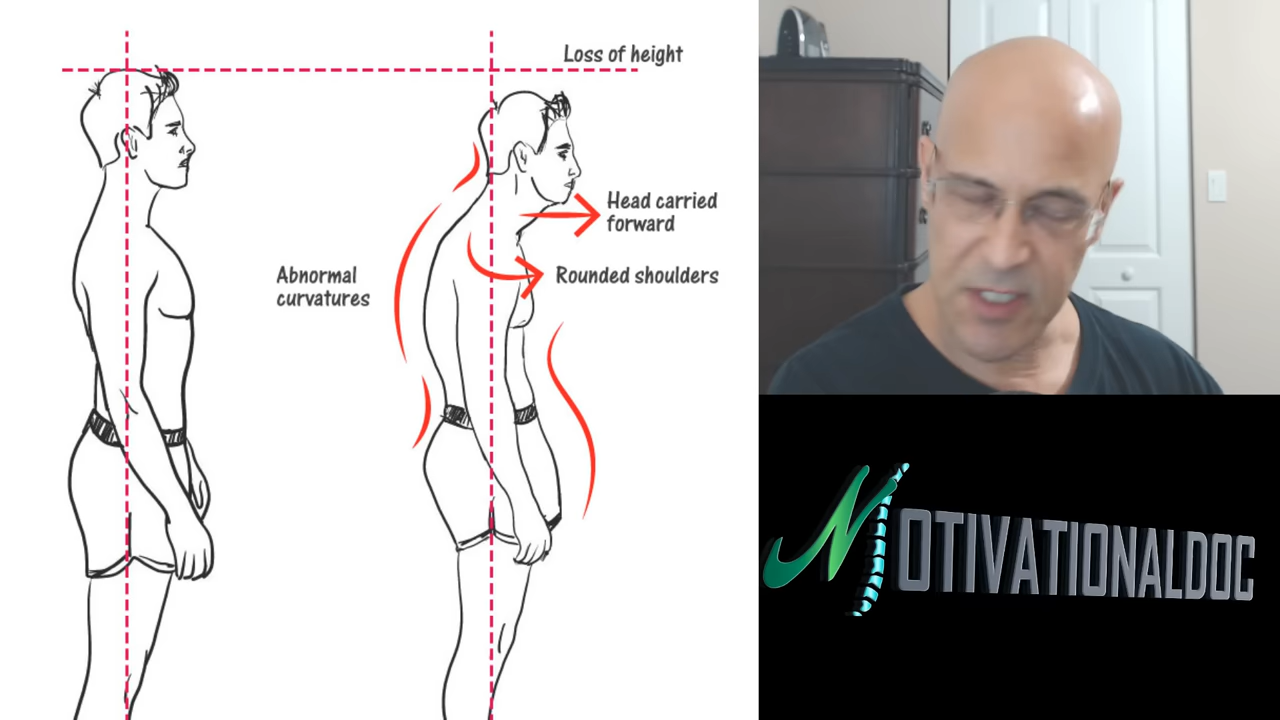 Loss of height
Head carried
forward
Abnormal
curvatures
Rounded shoulders
MOTIVATIONALDOC